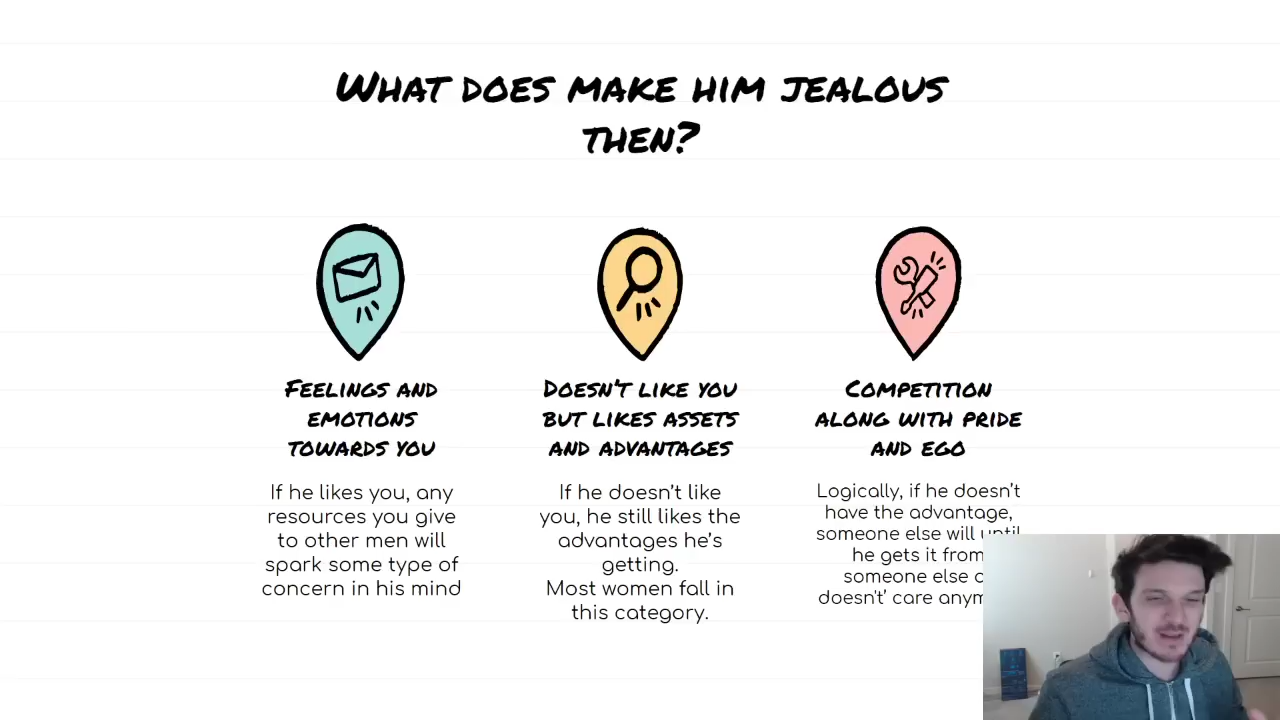 WHAT DOES MAKE HIM JEALOUS
THEN?
FEELINGS AND
EMOTIONS
TOWARDS YOU
If he likes you, any
resources you give
to other men will
spark some type of
concern in his mind
DOESN'T LIKE YOU
BUT LIKES ASSETS
AND ADVANTAGES
If he doesn't like
you, he still likes the
advantages he's
getting.
Most women fall in
this category.
COMPETITION
ALONG WITH PRIDE
AND EGO
Logically, if he doesn't
have the advantage,
someone else will until
he gets it from
someone else
doesn't' care